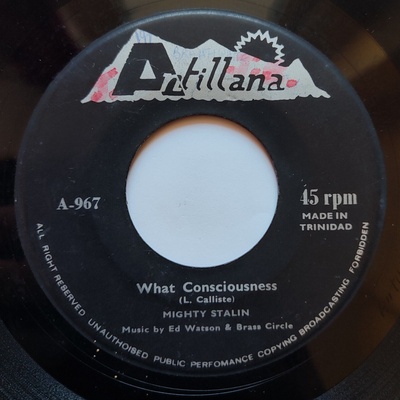 Antillana
A-967
45 rpm
MADE IN
TRINIDAD
What Consciousness
(L. Calliste)
MIGHTY STALIN
Music by Ed Watson & Brass Circle
ALL RIGHT RESERVED UNAUTHOISED PUBLIC PERFOMANCE COPYING BROADCASTING FORBIDDEN